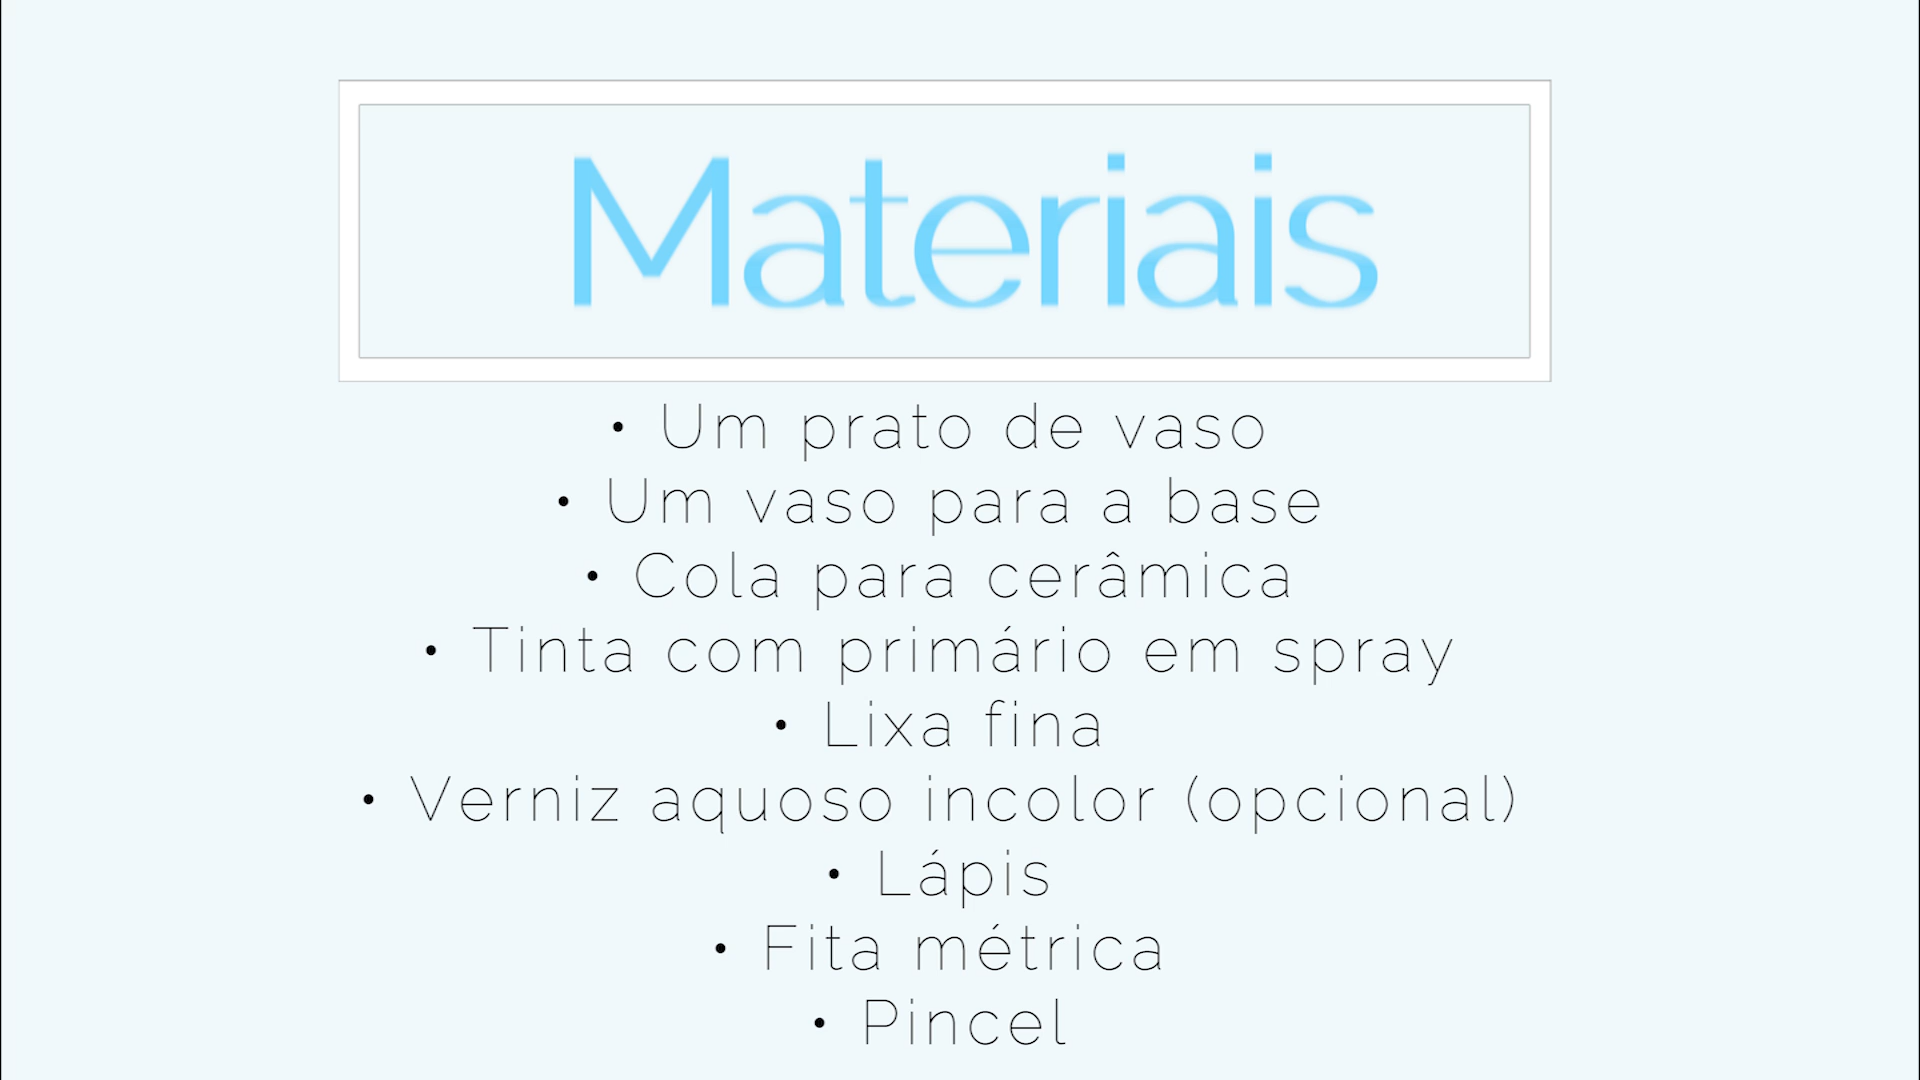 Materiais
• Um prato de vaso
• Um vaso para a base
• Cola para cerâmica
• Tinta com primário em spray
• Lixa fina
• Verniz aquoso incolor (opcional)
• Lápis
• Fita métrica
• Pincel